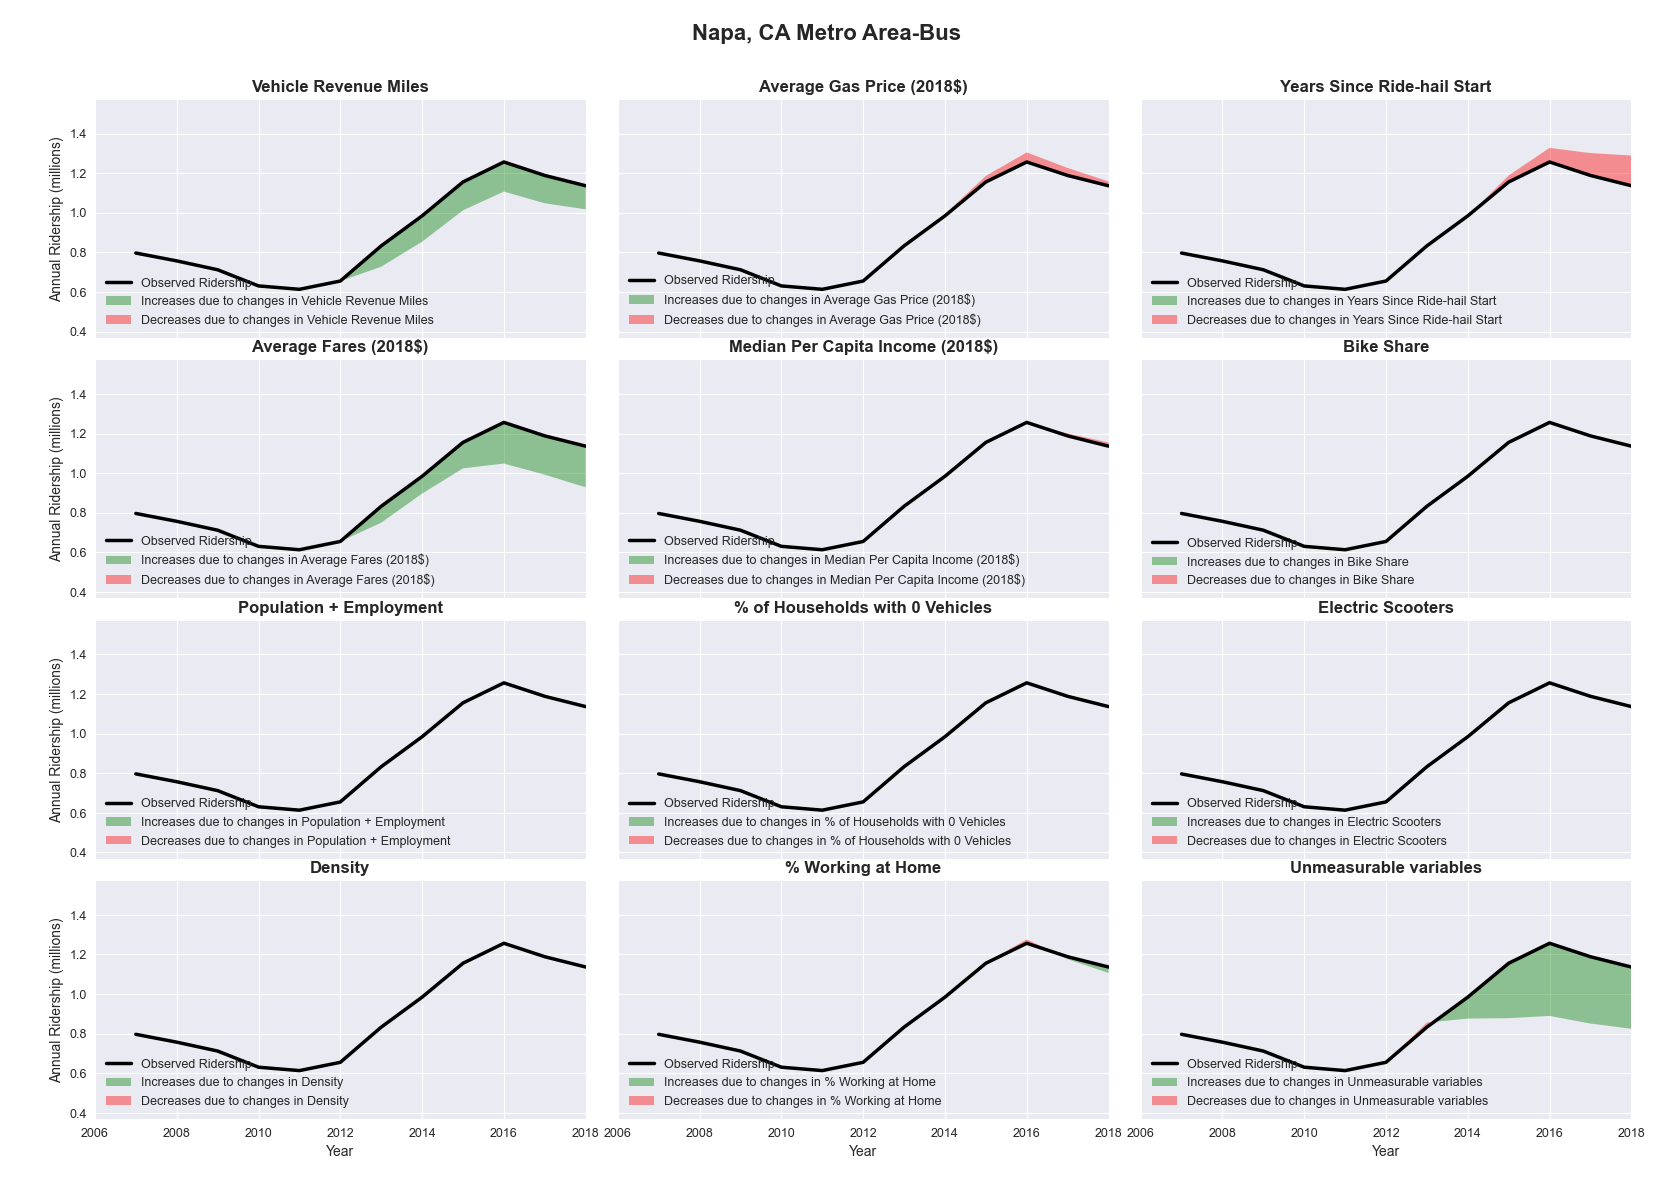 Napa, CA Metro Area-Bus
Vehicle Revenue Miles
Average Gas Price (2018$)
Years Since Ride-hail Start
Annual Ridership (millions)
1.4
1.2
1.0
0.8
0.6
0.4
Observed Ridership
Increases due to changes in Vehicle Revenue Miles
Decreases due to changes in Vehicle Revenue Miles
Observed Ridership
Increases due to changes in Average Gas Price (2018$)
Decreases due to changes in Average Gas Price (2018$)
Observed Ridership
Increases due to changes in Years Since Ride-hail Start
Decreases due to changes in Years Since Ride-hail Start
Average Fares (2018$)
Median Per Capita Income (2018$)
Bike Share
Annual Ridership (millions)
1.4
1.2
1.0
0.8
0.6
0.4
Observed Ridership
Increases due to changes in Average Fares (2018$)
Decreases due to changes in Average Fares (2018$)
Observed Ridership
Increases due to changes in Median Per Capita Income (2018$)
Decreases due to changes in Median Per Capita Income (2018$)
Observed Ridership
Increases due to changes in Bike Share
Decreases due to changes in Bike Share
Population + Employment
% of Households with 0 Vehicles
Electric Scooters
Annual Ridership (millions)
1.4
1.2
1.0
0.8
0.6
0.4
Observed Ridership
Increases due to changes in Population + Employment
Decreases due to changes in Population + Employment
Observed Ridership
Increases due to changes in % of Households with 0 Vehicles
Decreases due to changes in % of Households with 0 Vehicles
Observed Ridership
Increases due to changes in Electric Scooters
Decreases due to changes in Electric Scooters
Density
% Working at Home
Unmeasurable variables
Annual Ridership (millions)
1.4
1.2
1.0
0.8
0.6
0.4
Observed Ridership
Increases due to changes in Density
Decreases due to changes in Density
Observed Ridership
Increases due to changes in % Working at Home
Decreases due to changes in % Working at Home
Observed Ridership
Increases due to changes in Unmeasurable variables
Decreases due to changes in Unmeasurable variables
2006 2008 2010 2012 2014 2016 2018
2006 2008 2010 2012 2014 2016 2018
2006 2008 2010 2012 2014 2016 2018
Year
Year
Year